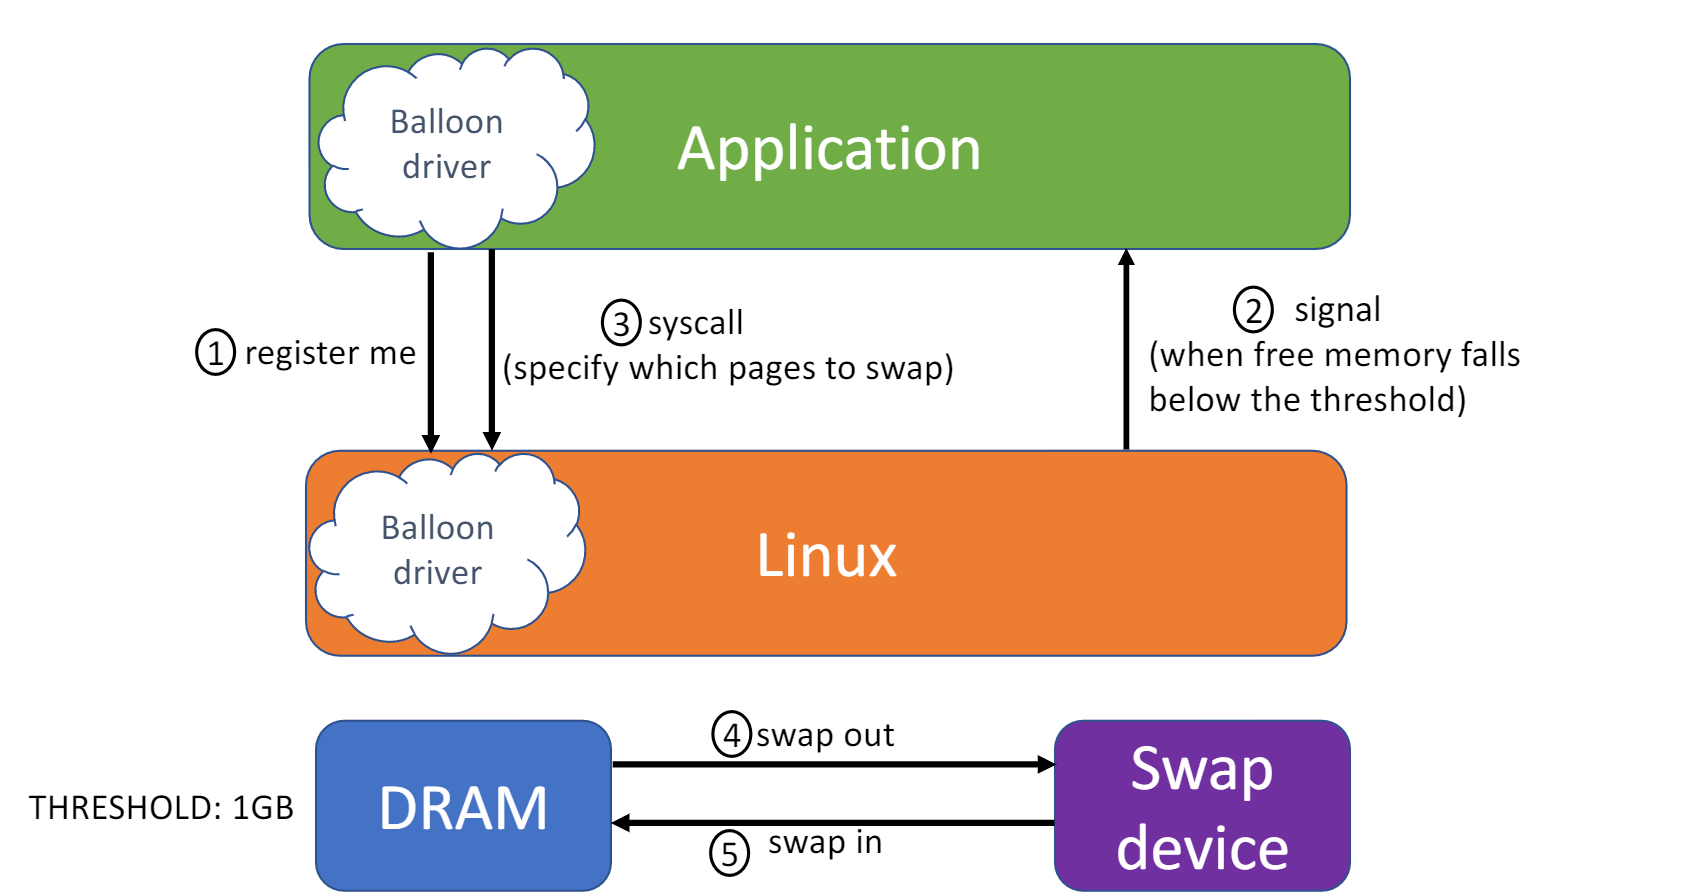 Balloon
driver
Application
① register me
③ syscall
(specify which pages to swap)
② signal
(when free memory falls
below the threshold)
Balloon
driver
Linux
④ swap out
THRESHOLD: 1GB
DRAM
Swap
device
⑤ swap in